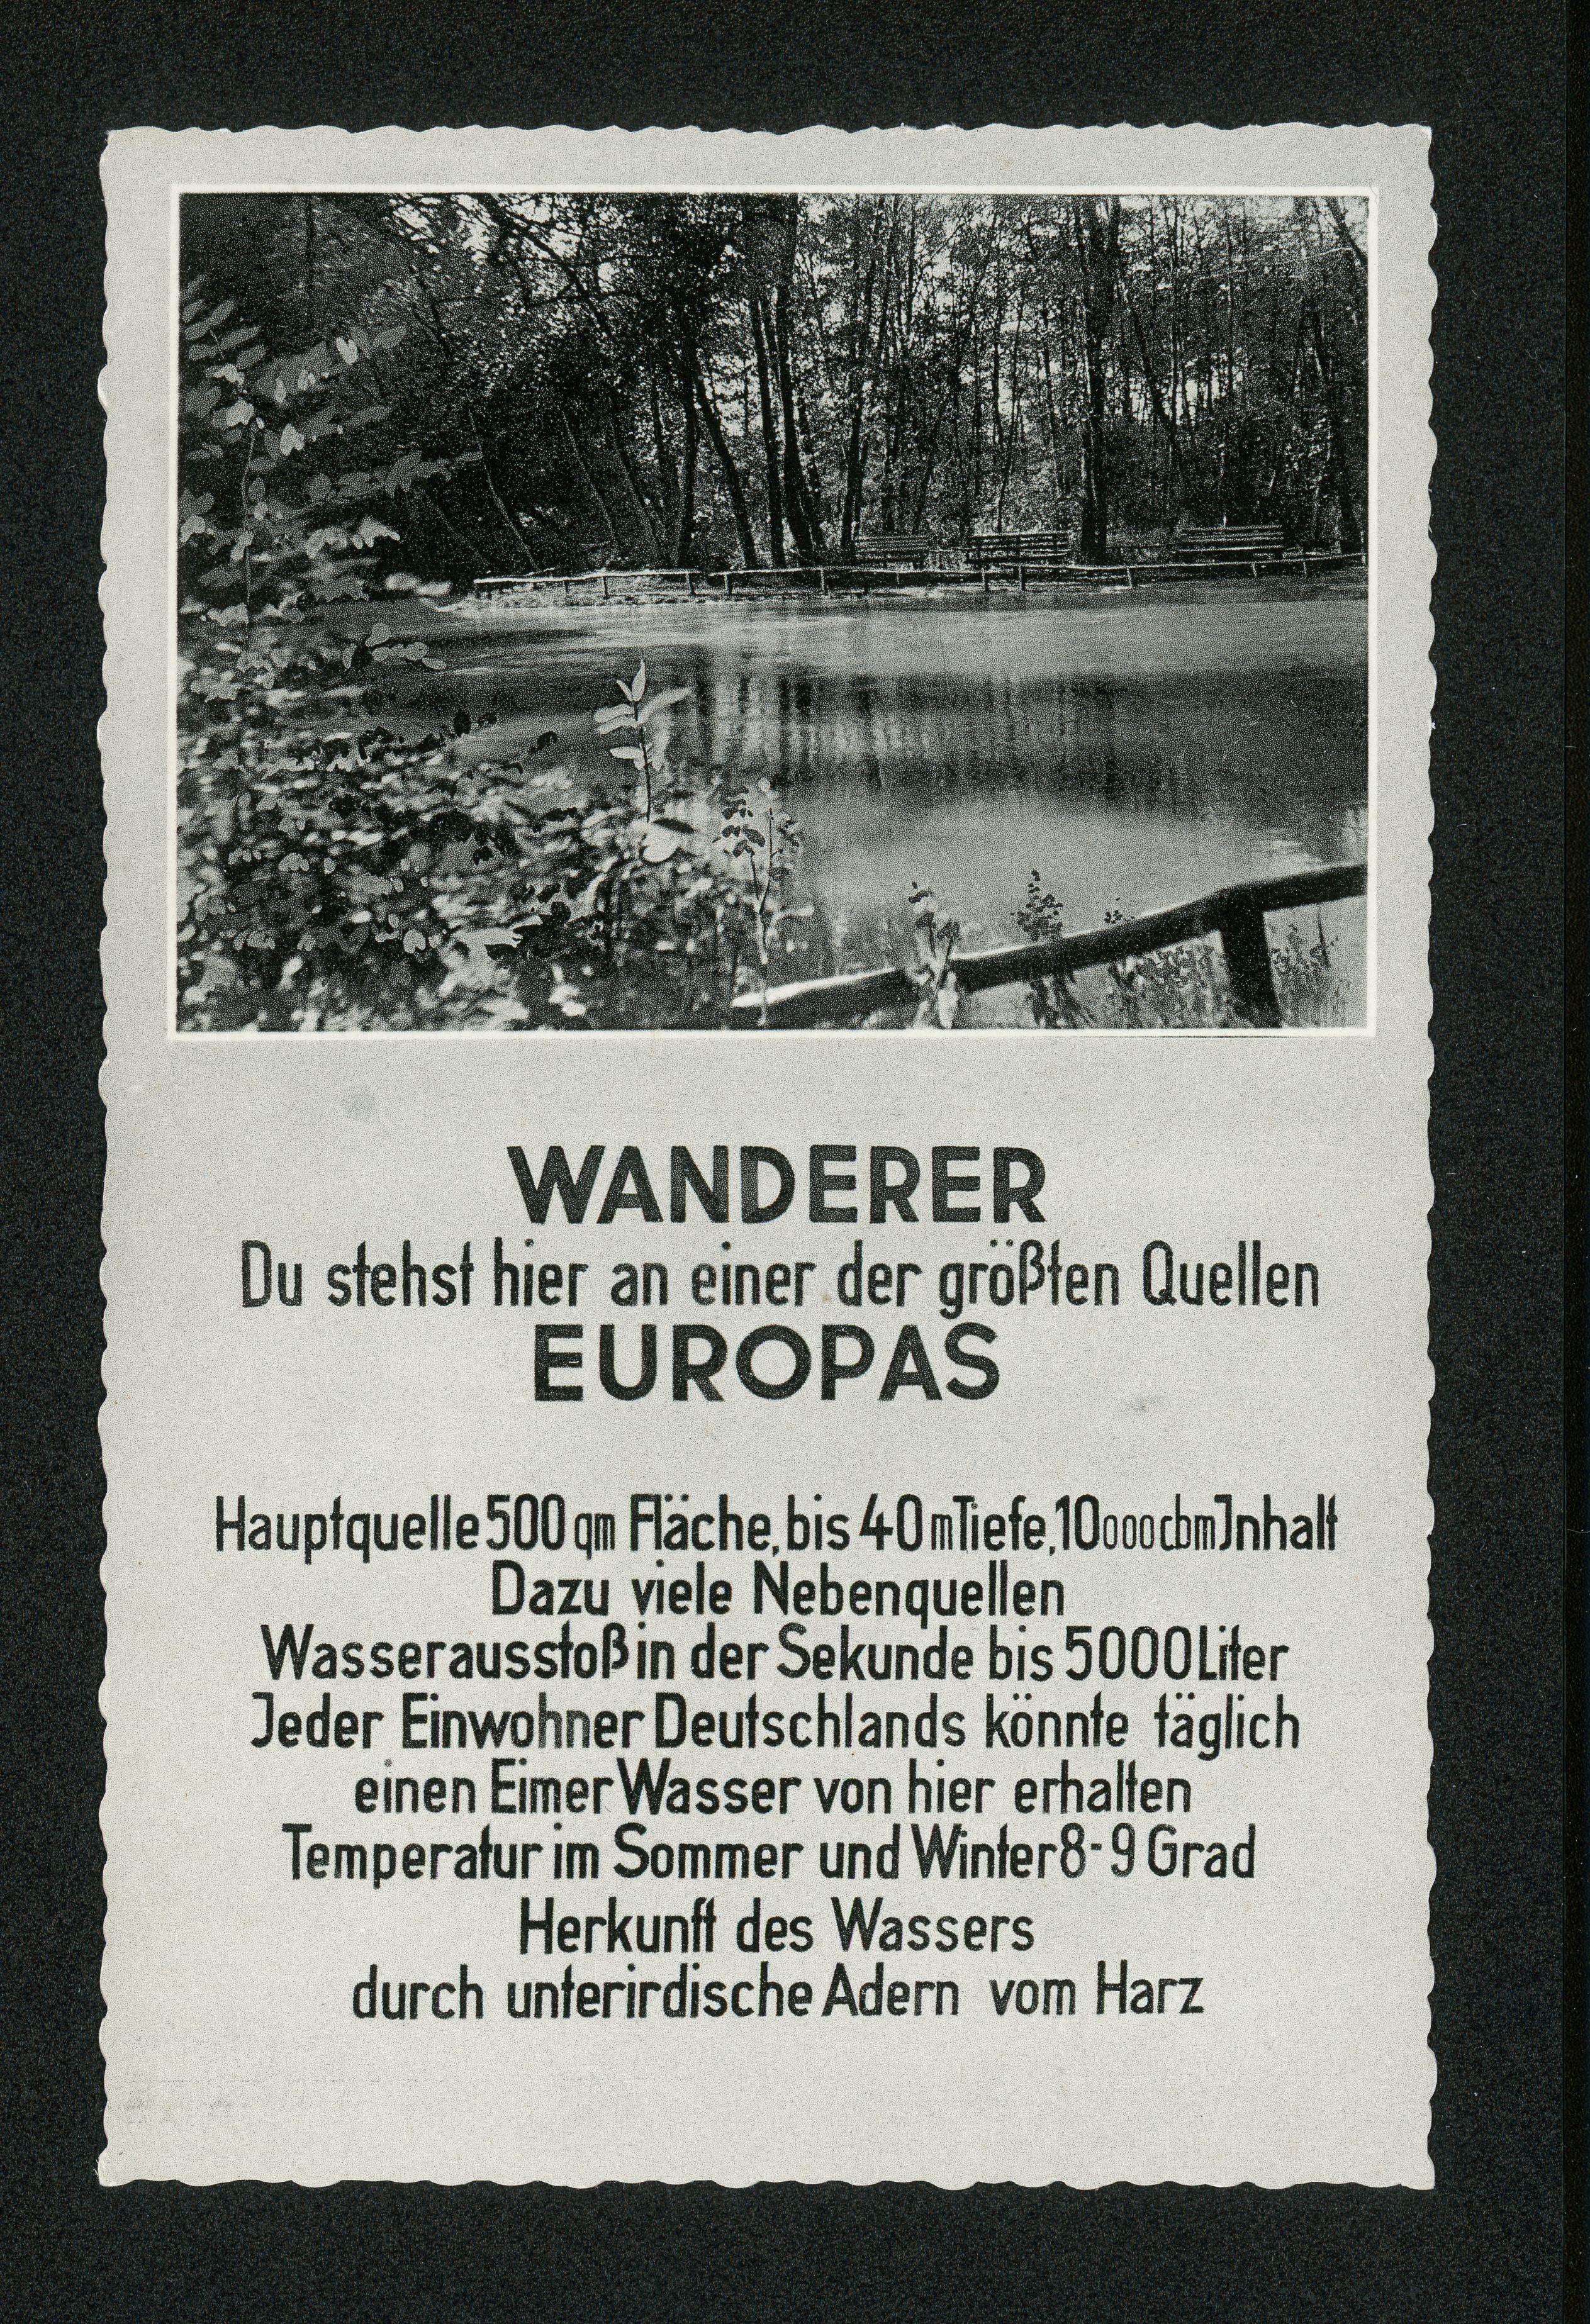 WANDERER
Du stehst hier an einer der größten Quellen
EUROPAS
Hauptquelle 500 qm Fläche, bis 40 m Tiefe, 10000 cbm Jnhalt
Dazu viele Nebenquellen
Wasserausstoß in der Sekunde bis 5000 Liter
Jeder Einwohner Deutschlands könnte täglich
einen Eimer Wasser von hier erhalten
Temperatur im Sommer und Winter 8-9 Grad
Herkunft des Wassers
durch unterirdische Adern vom Harz